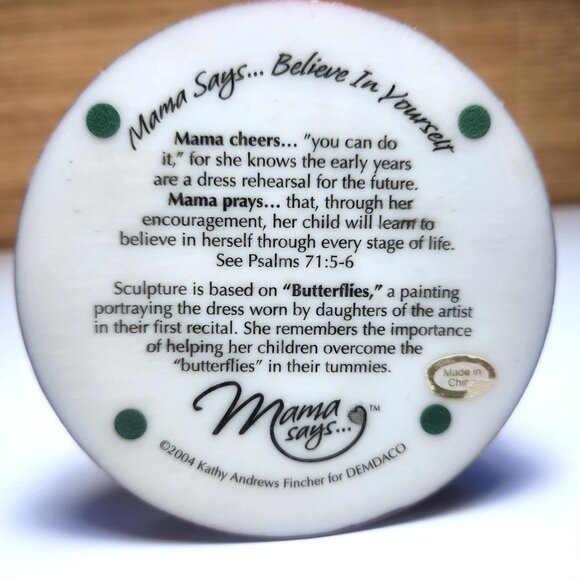 Mama Says... Believe In Yourself
Mama cheers... "you can do
it," for she knows the early years
are a dress rehearsal for the future.
Mama prays... that, through her
encouragement, her child will learn to
believe in herself through every stage of life.
See Psalms 71:5-6
Sculpture is based on "Butterflies," a painting
portraying the dress worn by daughters of the artist
in their first recital. She remembers the importance
of helping her children overcome the
"butterflies" in their tummies.
Made in
China
Mama
says...™
©2004 Kathy Andrews Fincher for DEMDACO